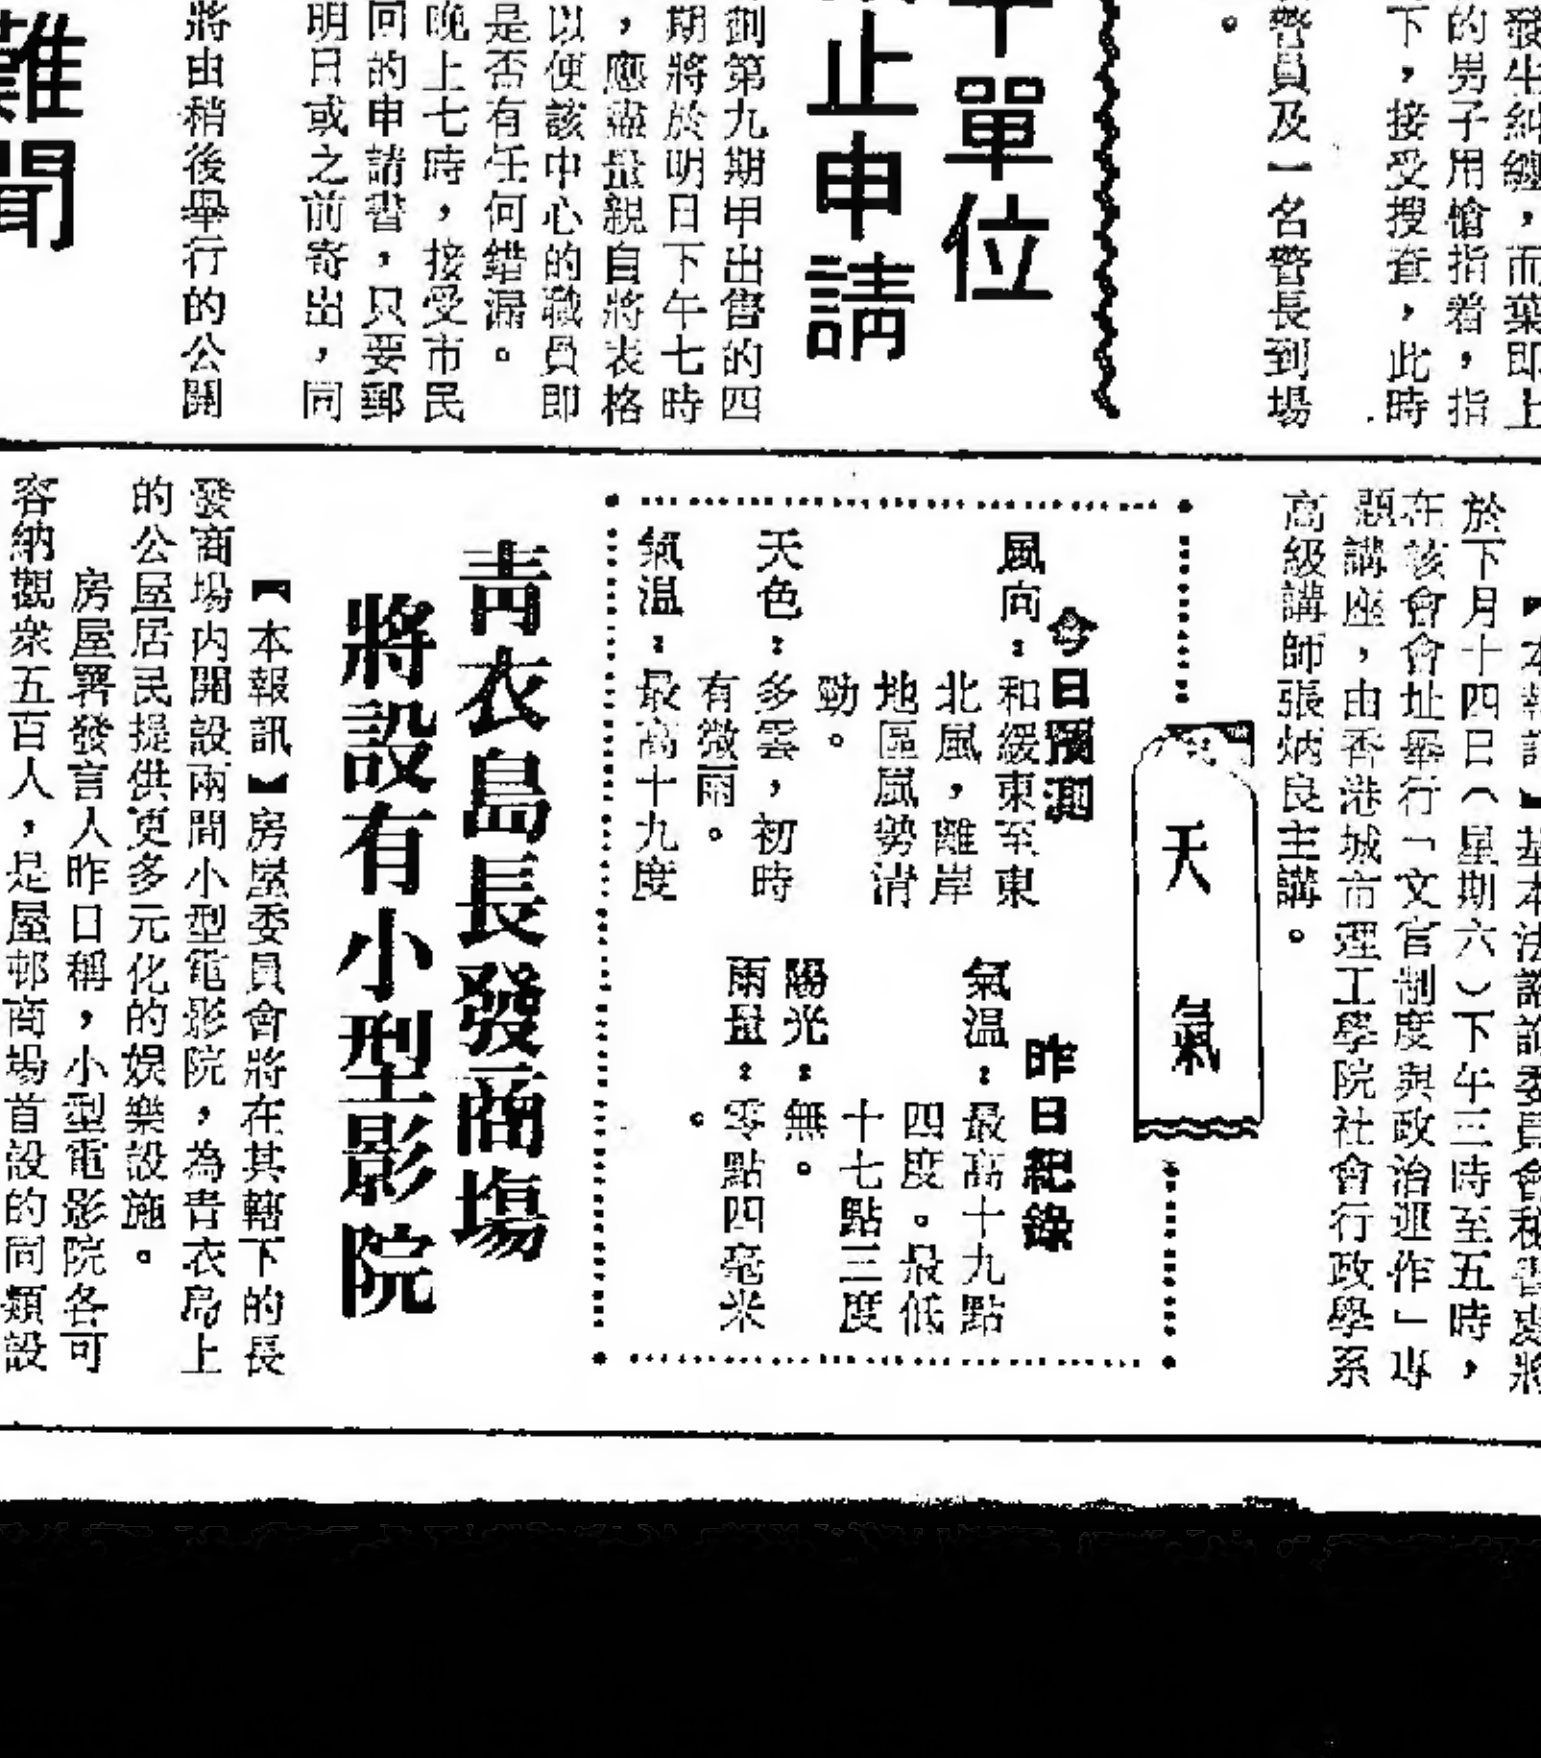 發生糾纏，而葉即上
的男子用槍指着，指
下，接受搜查，此時
警員及一名警長到場
。
單位
止申請
劃第九期甲出售的四
期將於明日下午七時
，應盡量親自將表格
以便該中心的職員即
是否有任何錯漏。
晚上七時，接受市民
回的申請書，只要郵
明日或之前寄出，同
將由稍後舉行的公開
難聞
【本報訊】基本法諮詢委員會秘書處將
於下月十四日（星期六）下午三時至五時，
在該會會址舉行「文官制度與政治運作」專
題講座，由香港城市理工學院社會行政學系
高級講師張炳良主講。
天氣
今日預測
風向：和緩東至東
北風，離岸
地區風勢清
勁。
天色：多雲，初時
有微雨。
氣温：最高十九度
昨日紀錄
氣温：最高十九點
四度。最低
十七點三度
陽光：無。
雨量：零點四毫米
。
青衣島長發商塲
將設有小型影院
【本報訊】房屋委員會將在其轄下的長
發商場内開設兩間小型電影院，為青衣島上
的公屋居民提供更多元化的娛樂設施。
房屋署發言人昨日稱，小型電影院各可
容納觀衆五百人，是屋邨商場首設的同類設